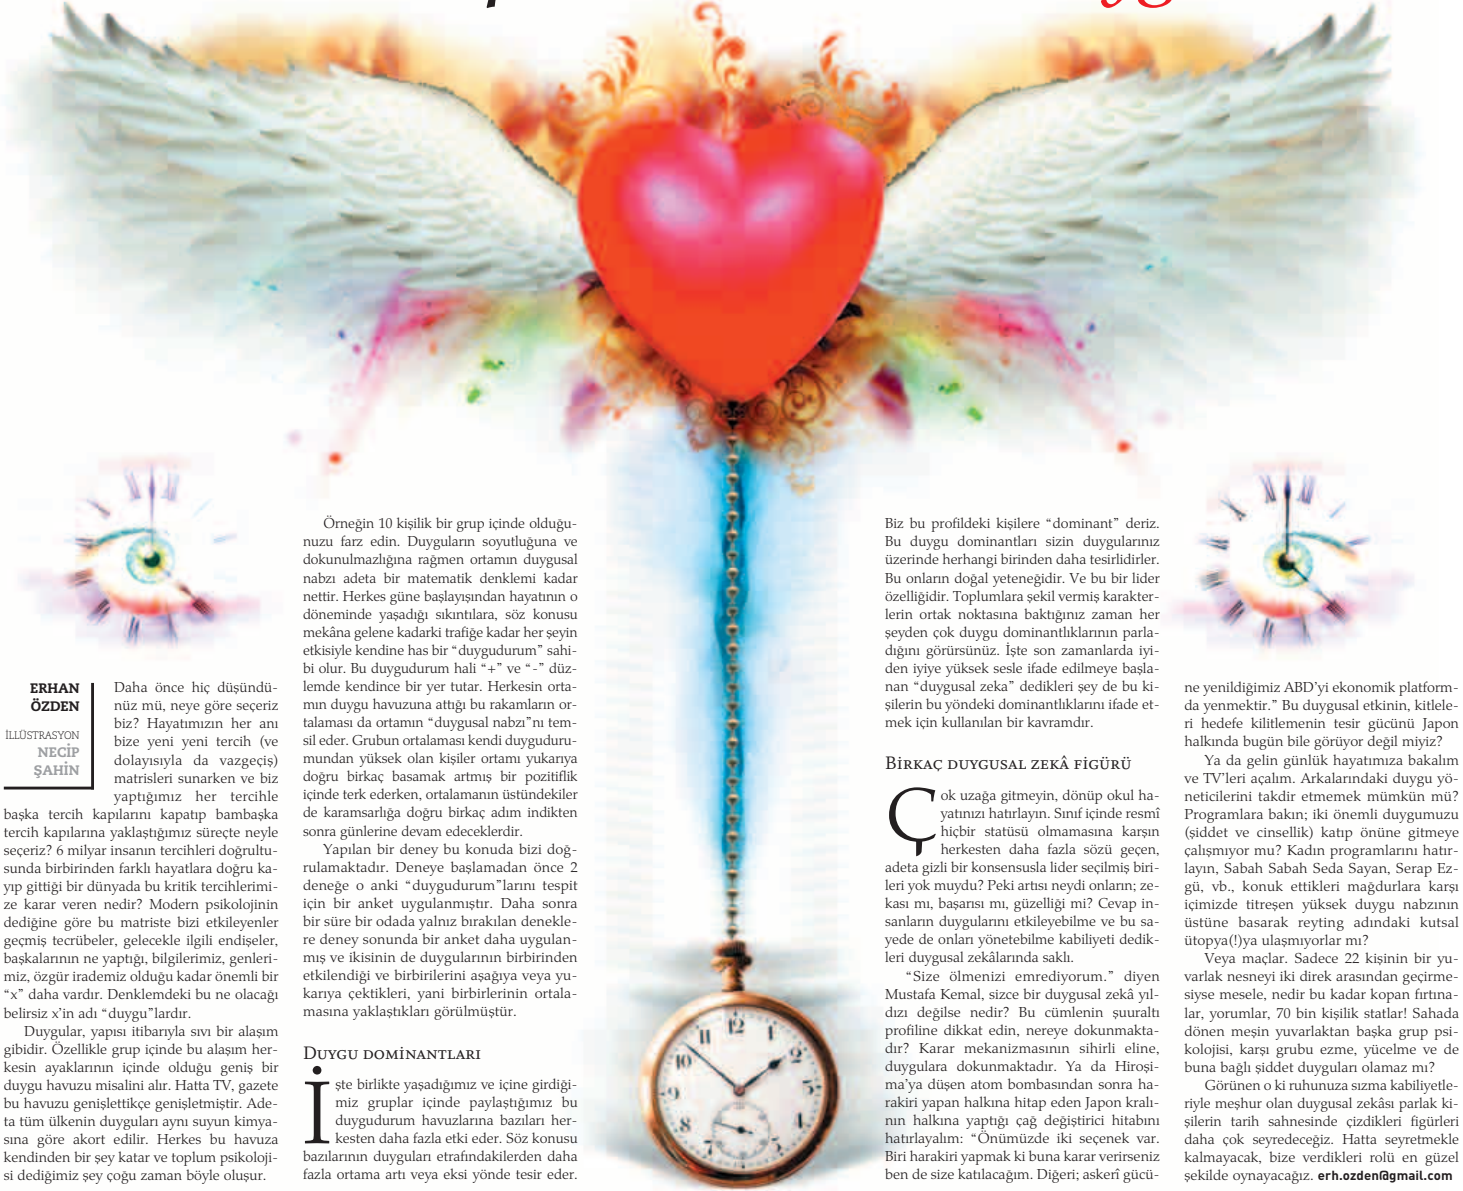 ERHAN
ÖZDEN
İLLÜSTRASYON
NECİP
ŞAHİN
Daha önce hiç düşündü-
nüz mü, neye göre seçeriz
biz? Hayatımızın her anı
bize yeni yeni tercih (ve
dolayısıyla da vazgeçiş)
matrisleri sunarken ve biz
yaptığımız her tercihle
başka tercih kapılarını kapatıp bambaşka
tercih kapılarına yaklaştığımız süreçte neyle
seçeriz? 6 milyar insanın tercihleri doğrultu-
sunda birbirinden farklı hayatlara doğru ka-
yıp gittiği bir dünyada bu kritik tercihlerimi-
ze karar veren nedir? Modern psikolojinin
dediğine göre bu matriste bizi etkileyenler
geçmiş tecrübeler, gelecekle ilgili endişeler,
başkalarının ne yaptığı, bilgilerimiz, genleri-
miz, özgür irademiz olduğu kadar önemli bir
“x” daha vardır. Denklemdeki bu ne olacağı
belirsiz x’in adı “duygu”lardır.
Duygular, yapısı itibarıyla sıvı bir alaşım
gibidir. Özellikle grup içinde bu alaşım her-
kesin ayaklarının içinde olduğu geniş bir
duygu havuzu misalini alır. Hatta TV, gazete
bu havuzu genişlettikçe genişletmiştir. Ade-
ta tüm ülkenin duyguları aynı suyun kimya-
sına göre akort edilir. Herkes bu havuza
kendinden bir şey katar ve toplum psikoloji-
si dediğimiz şey çoğu zaman böyle oluşur.
Örneğin 10 kişilik bir grup içinde olduğu-
nuzu farz edin. Duyguların soyutluğuna ve
dokunulmazlığına rağmen ortamın duygusal
nabzı adeta bir matematik denklemi kadar
nettir. Herkes güne başlayışından hayatının o
döneminde yaşadığı sıkıntılara, söz konusu
mekâna gelene kadarki trafiğe kadar her şeyin
etkisiyle kendine has bir “duygudurum” sahi-
bi olur. Bu duygudurum hali “+” ve “-” düz-
lemde kendince bir yer tutar. Herkesin orta-
mın duygu havuzuna attığı bu rakamların or-
talaması da ortamın “duygusal nabzı”nı tem-
sil eder. Grubun ortalaması kendi duyguduru-
mundan yüksek olan kişiler ortamı yukarıya
doğru birkaç basamak artmış bir pozitiflik
içinde terk ederken, ortalamanın üstündekiler
de karamsarlığa doğru birkaç adım indikten
sonra günlerine devam edeceklerdir.
Yapılan bir deney bu konuda bizi doğ-
rulamaktadır. Deneye başlamadan önce 2
deneğe o anki “duygudurum”larını tespit
için bir anket uygulanmıştır. Daha sonra
bir süre bir odada yalnız bırakılan denekle-
re deney sonunda bir anket daha uygulan-
mış ve ikisinin de duygularının birbirinden
etkilendiği ve birbirilerini aşağıya veya yu-
karıya çektikleri, yani birbirlerinin ortala-
masına yaklaştıkları görülmüştür.
DUYGU DOMİNANTLARI
İşte birlikte yaşadığımız ve içine girdiği-
miz gruplar içinde paylaştığımız bu
duygudurum havuzlarına bazıları her-
kesten daha fazla etki eder. Söz konusu
bazılarının duyguları etrafındakilerden daha
fazla ortama artı veya eksi yönde tesir eder.
Biz bu profildeki kişilere “dominant” deriz.
Bu duygu dominantları sizin duygularınız
üzerinde herhangi birinden daha tesirlidirler.
Bu onların doğal yeteneğidir. Ve bu bir lider
özelliğidir. Toplumlara şekil vermiş karakter-
lerin ortak noktasına baktığınız zaman her
şeyden çok duygu dominantlıklarının parla-
dığını görürsünüz. İşte son zamanlarda iyi-
den iyiye yüksek sesle ifade edilmeye başla-
nan “duygusal zeka” dedikleri şey de bu ki-
şilerin bu yöndeki dominantlıklarını ifade et-
mek için kullanılan bir kavramdır.
BİRKAÇ DUYGUSAL ZEKÂ FİGÜRÜ
Çok uzağa gitmeyin, dönüp okul ha-
yatınızı hatırlayın. Sınıf içinde resmî
hiçbir statüsü olmamasına karşın
herkesten daha fazla sözü geçen,
adeta gizli bir konsensusla lider seçilmiş biri-
leri yok muydu? Peki artısı neydi onların; ze-
kası mı, başarısı mı, güzelliği mi? Cevap in-
sanların duygularını etkileyebilme ve bu sa-
yede de onları yönetebilme kabiliyeti dedik-
leri duygusal zekâlarında saklı.
“Size ölmenizi emrediyorum.” diyen
Mustafa Kemal, sizce bir duygusal zekâ yıl-
dızı değilse nedir? Bu cümlenin şuuraltı
profiline dikkat edin, nereye dokunmakta-
dır? Karar mekanizmasının sihirli eline,
duygulara dokunmaktadır. Ya da Hiroşi-
ma’ya düşen atom bombasından sonra ha-
rakiri yapan halkına hitap eden Japon kralı-
nın halkına yaptığı çağ değiştirici hitabını
hatırlayalım: “Önümüzde iki seçenek var.
Biri harakiri yapmak ki buna karar verirseniz
ben de size katılacağım. Diğeri; askerî gücü-
ne yenildiğimiz ABD’yi ekonomik platform-
da yenmektir.” Bu duygusal etkinin, kitlele-
ri hedefe kilitlemenin tesir gücünü Japon
halkında bugün bile görüyor değil miyiz?
Ya da gelin günlük hayatımıza bakalım
ve TV’leri açalım. Arkalarındaki duygu yö-
neticilerini takdir etmemek mümkün mü?
Programlara bakın; iki önemli duygumuzu
(şiddet ve cinsellik) katıp önüne gitmeye
çalışmıyor mu? Kadın programlarını hatır-
layın, Sabah Sabah Seda Sayan, Serap Ez-
gü, vb., konuk ettikleri mağdurlara karşı
içimizde titreşen yüksek duygu nabzının
üstüne basarak reyting adındaki kutsal
ütopya(!)ya ulaşmıyorlar mı?
Veya maçlar. Sadece 22 kişinin bir yu-
varlak nesneyi iki direk arasından geçirme-
siyse mesele, nedir bu kadar kopan fırtına-
lar, yorumlar, 70 bin kişilik statlar! Sahada
dönen meşin yuvarlaktan başka grup psi-
kolojisi, karşı grubu ezme, yücelme ve de
buna bağlı şiddet duyguları olamaz mı?
Görünen o ki ruhunuza sızma kabiliyetle-
riyle meşhur olan duygusal zekâsı parlak ki-
şilerin tarih sahnesinde çizdikleri figürleri
daha çok seyredeceğiz. Hatta seyretmekle
kalmayacak, bize verdikleri rolü en güzel
şekilde oynayacağız. erh.ozden@gmail.com